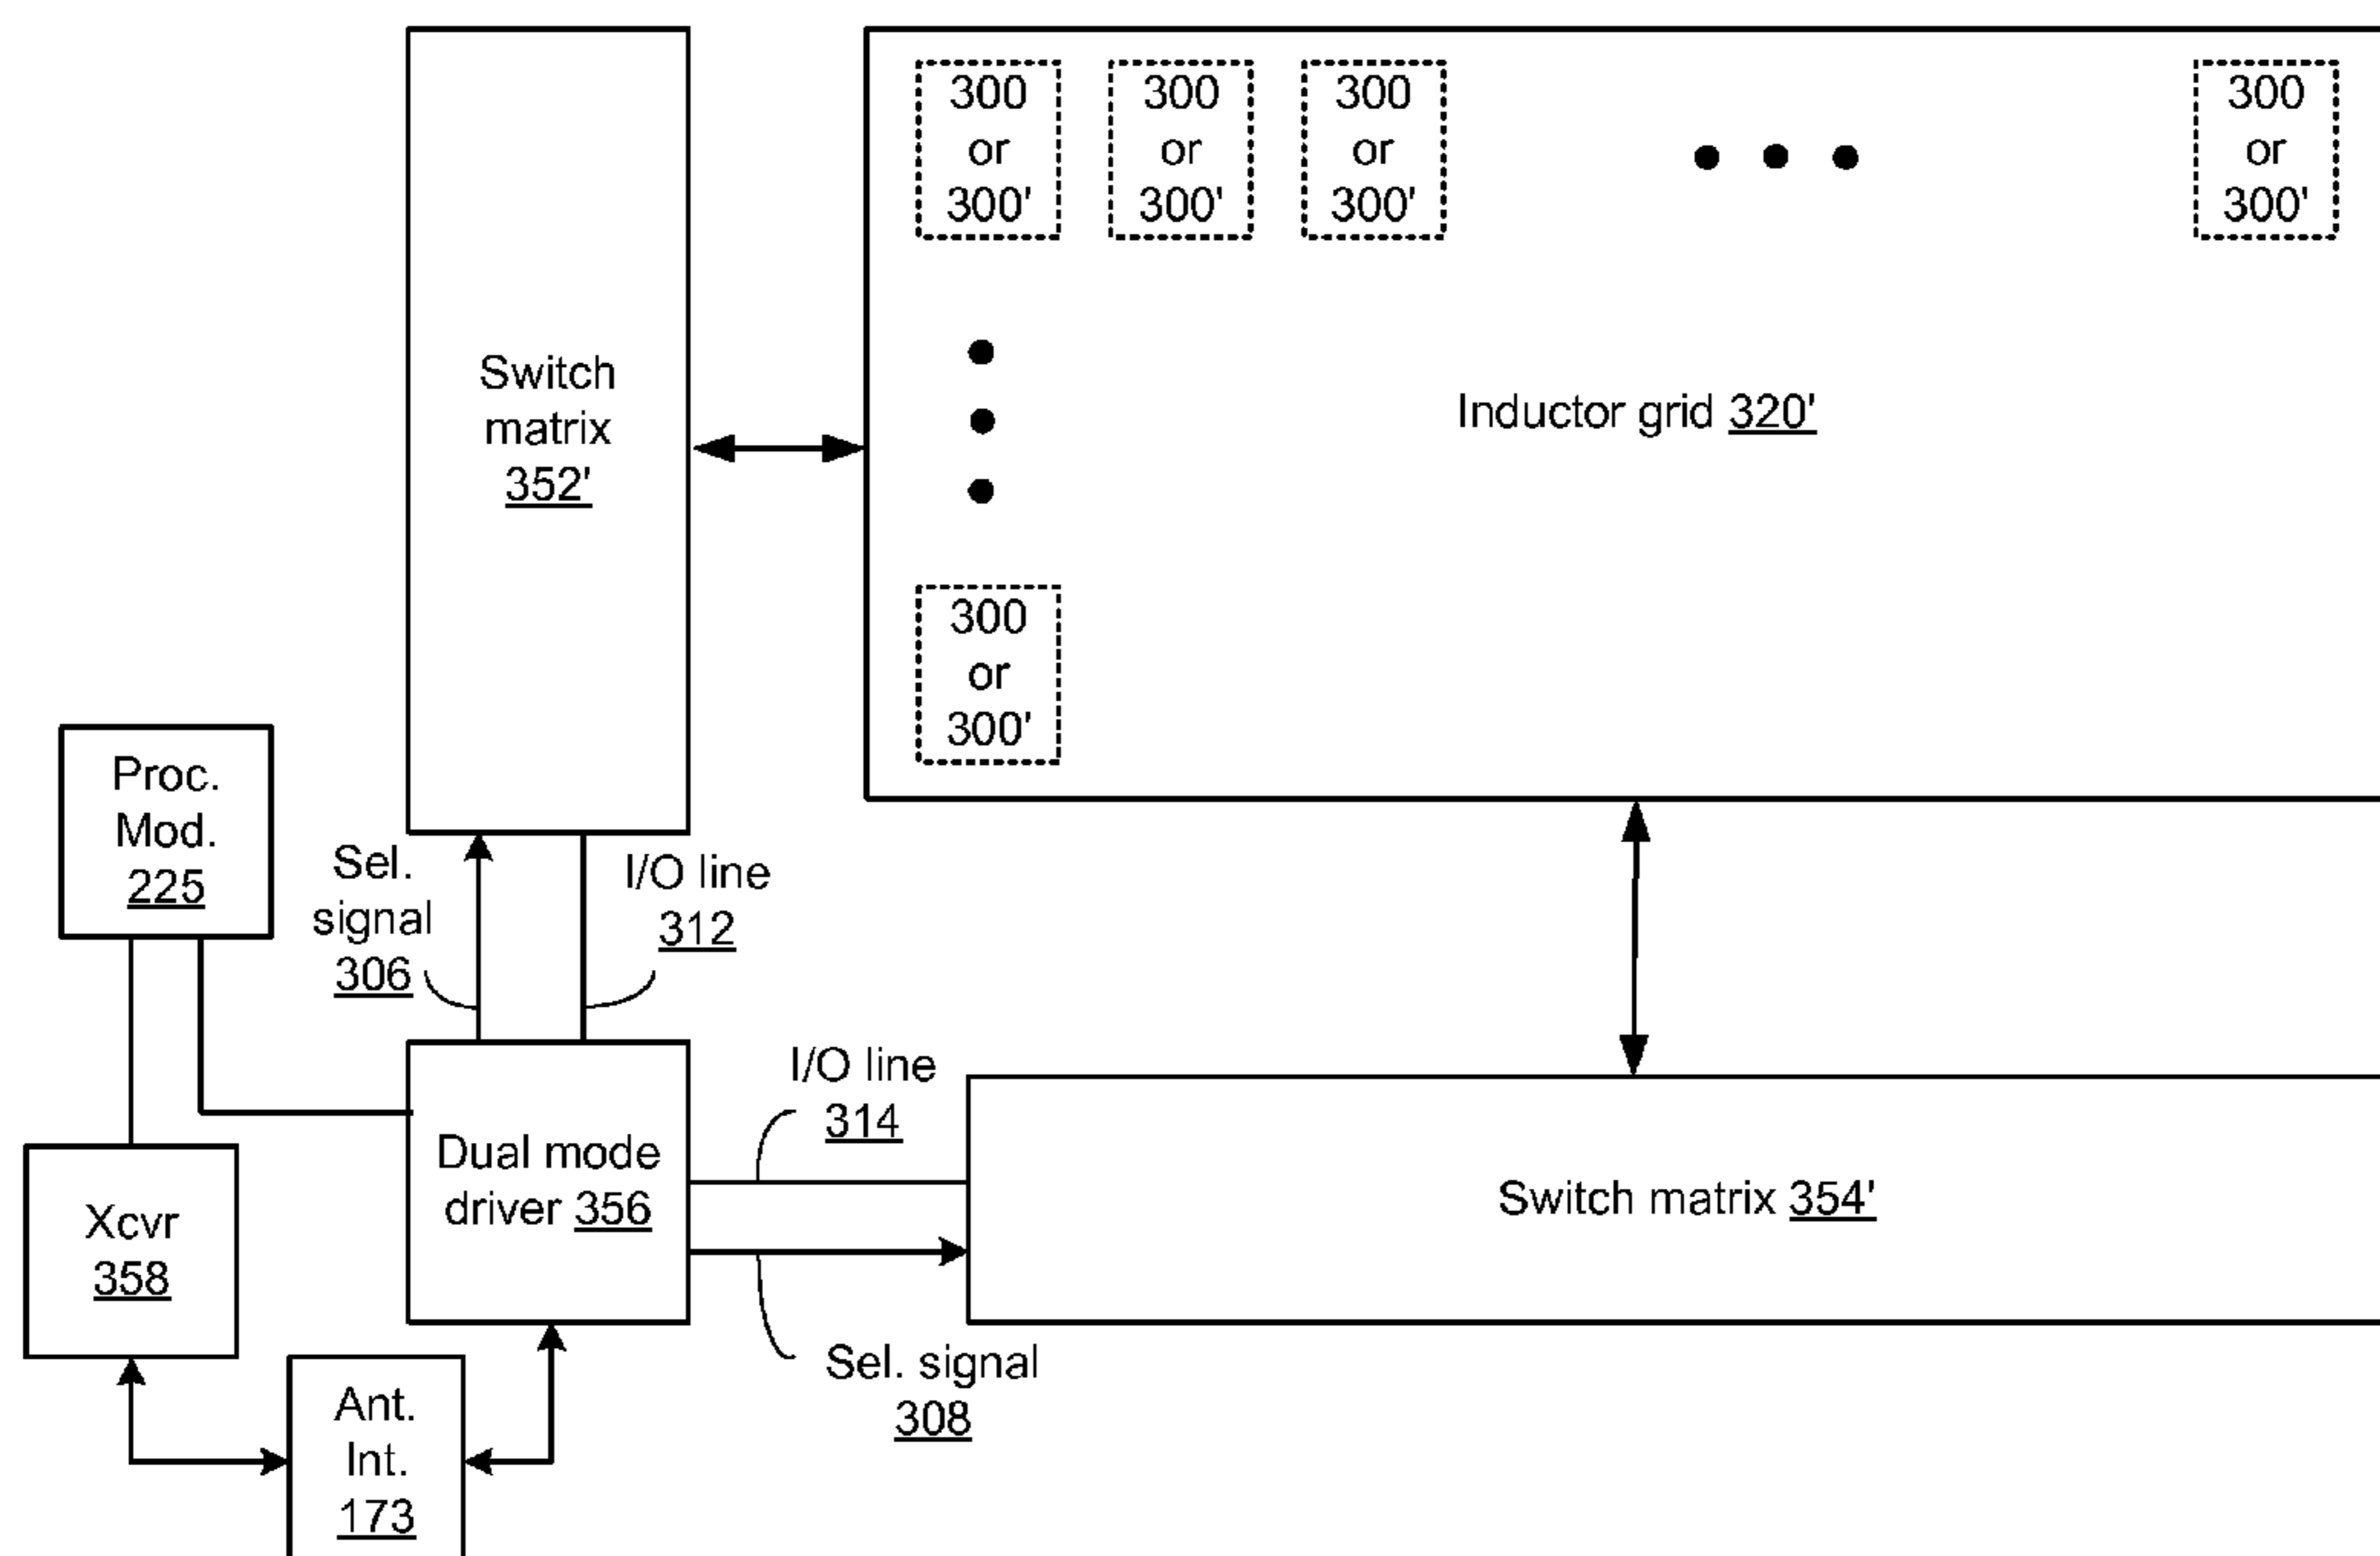 300
or
300'
300
or
300'
300
or
300'
300
or
300'
Switch
matrix
352'
Inductor grid 320'
300
or
300'
Proc.
Mod.
225
Sel.
signal
306
I/O line
312
I/O line
314
Dual mode
driver 356
Switch matrix 354'
Xcvr
358
Sel. signal
308
Ant.
Int.
173